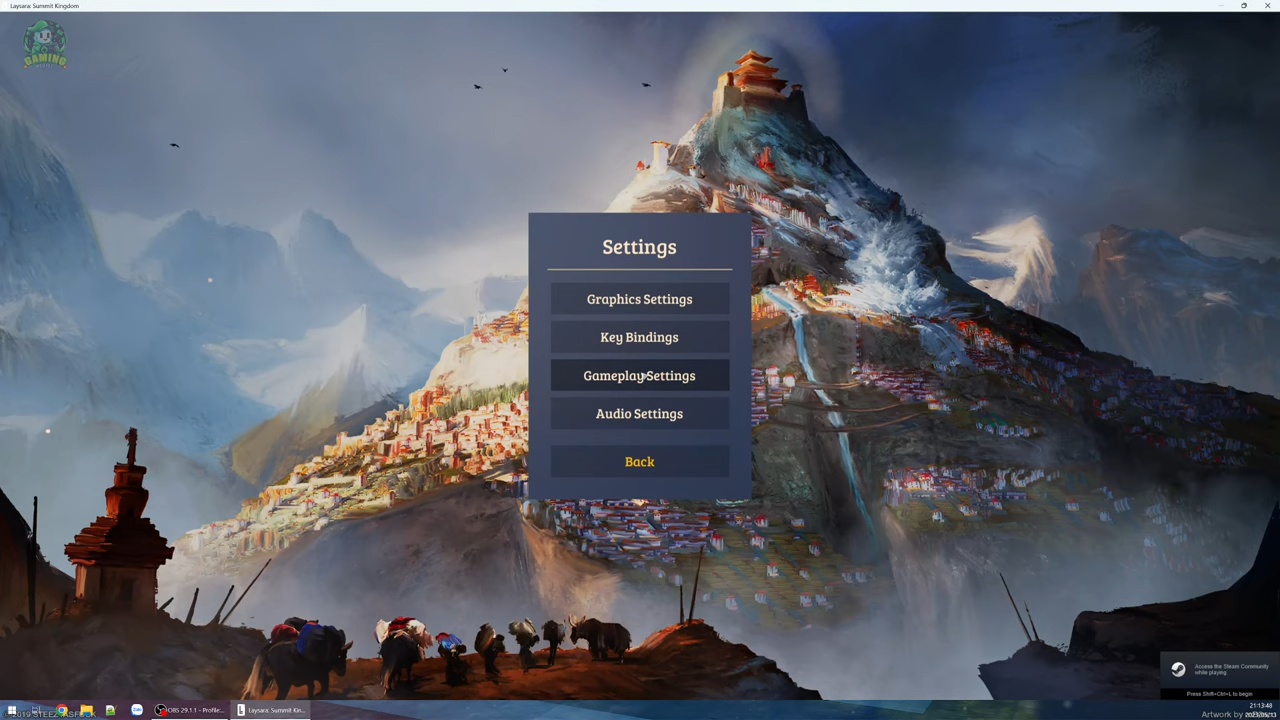 Laysara: Summit Kingdom
GAMING
Settings
Graphics Settings
Key Bindings
Gameplay Settings
Audio Settings
Back
Access the Steam Community
while playing.
Press Shift+Ctrl+L to begin
OBS 29.1.1 - Profile...
Laysara: Summit Kin...
21:13:48
Artwork by